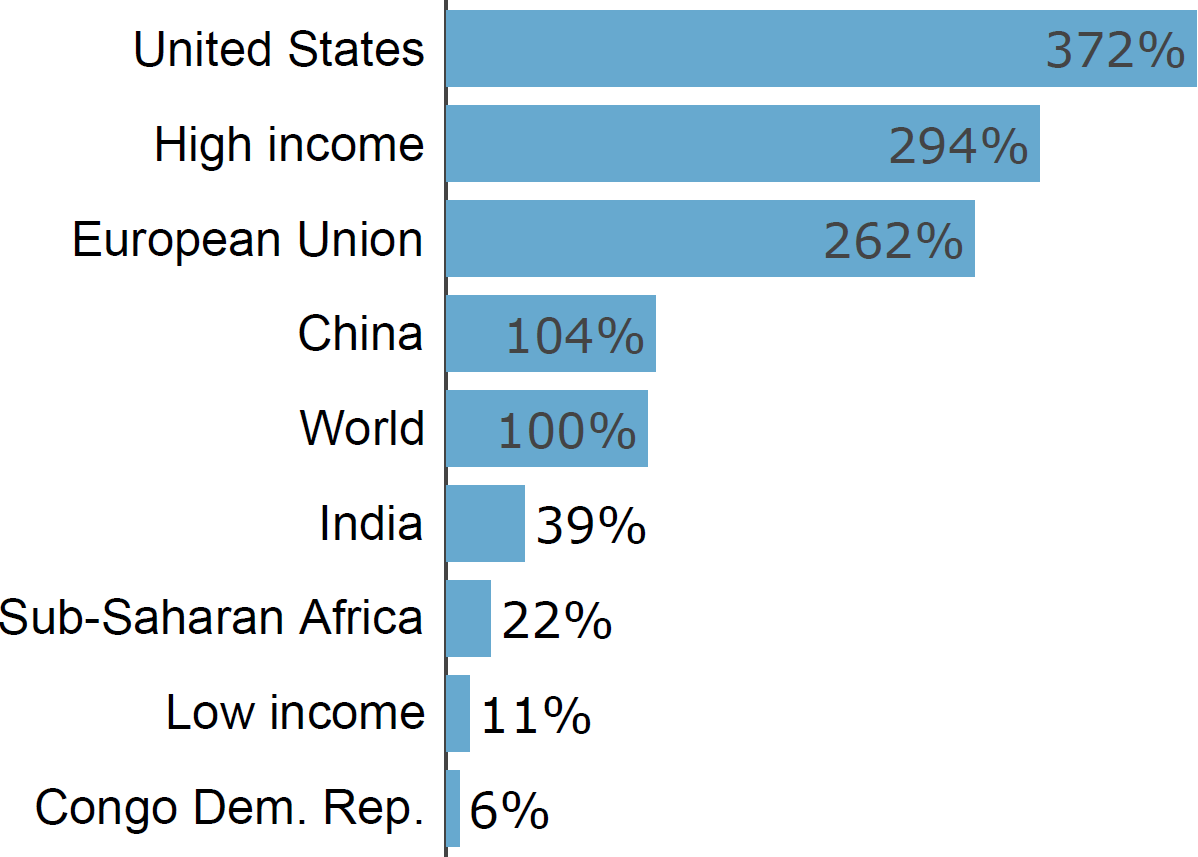 United States 372%
High income 294%
European Union 262%
China 104%
World 100%
India 39%
Sub-Saharan Africa 22%
Low income 11%
Congo Dem. Rep. 6%